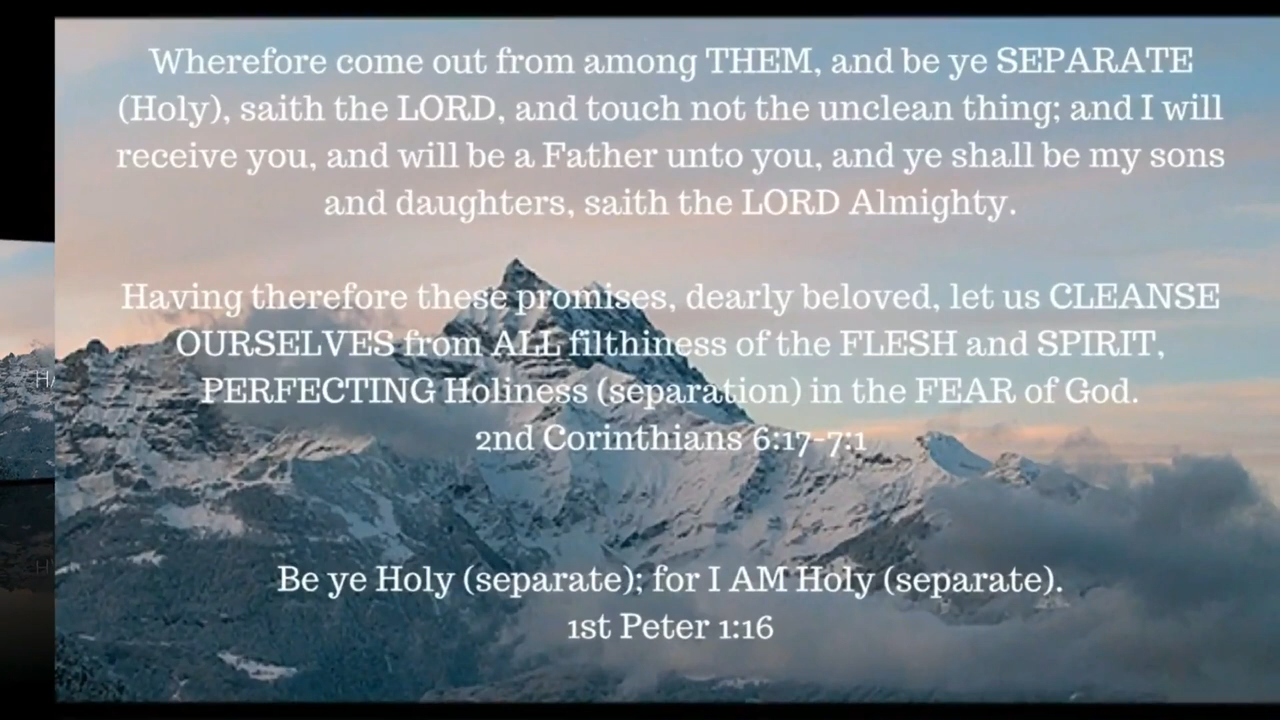 Wherefore come out from among THEM, and be ye SEPARATE
(Holy), saith the LORD, and touch not the unclean thing; and I will
receive you, and will be a Father unto you, and ye shall be my sons
and daughters, saith the LORD Almighty.
Having therefore these promises, dearly beloved, let us CLEANSE
OURSELVES from ALL filthiness of the FLESH and SPIRIT,
PERFECTING Holiness (separation) in the FEAR of God.
2nd Corinthians 6:17-7:1
Be ye Holy (separate); for I AM Holy (separate).
1st Peter 1:16